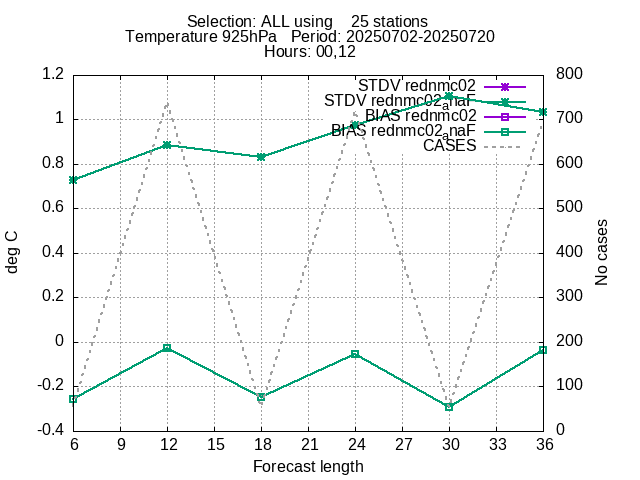 Selection: ALL using    25 stations
Temperature 925hPa   Period: 20250702-20250720
Hours: 00,12
1.2
1
0.8
0.6
0.4
0.2
0
-0.2
-0.4
deg C
800
700
600
500
400
300
200
100
0
No cases
STDV rednmc02
STDV rednmc02anaF
BIAS rednmc02
BIAS rednmc02anaF
CASES
6 9 12 15 18 21 24 27 30 33 36
Forecast length